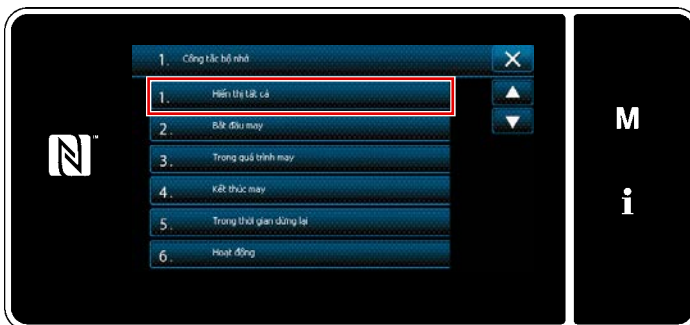 1. Công tắc bộ nhớ
1. Hiển thị tất cả
2. Bắt đầu may
3. Trong quá trình may
4. Kết thúc may
5. Trong thời gian dừng lại
6. Hoạt động
M
i